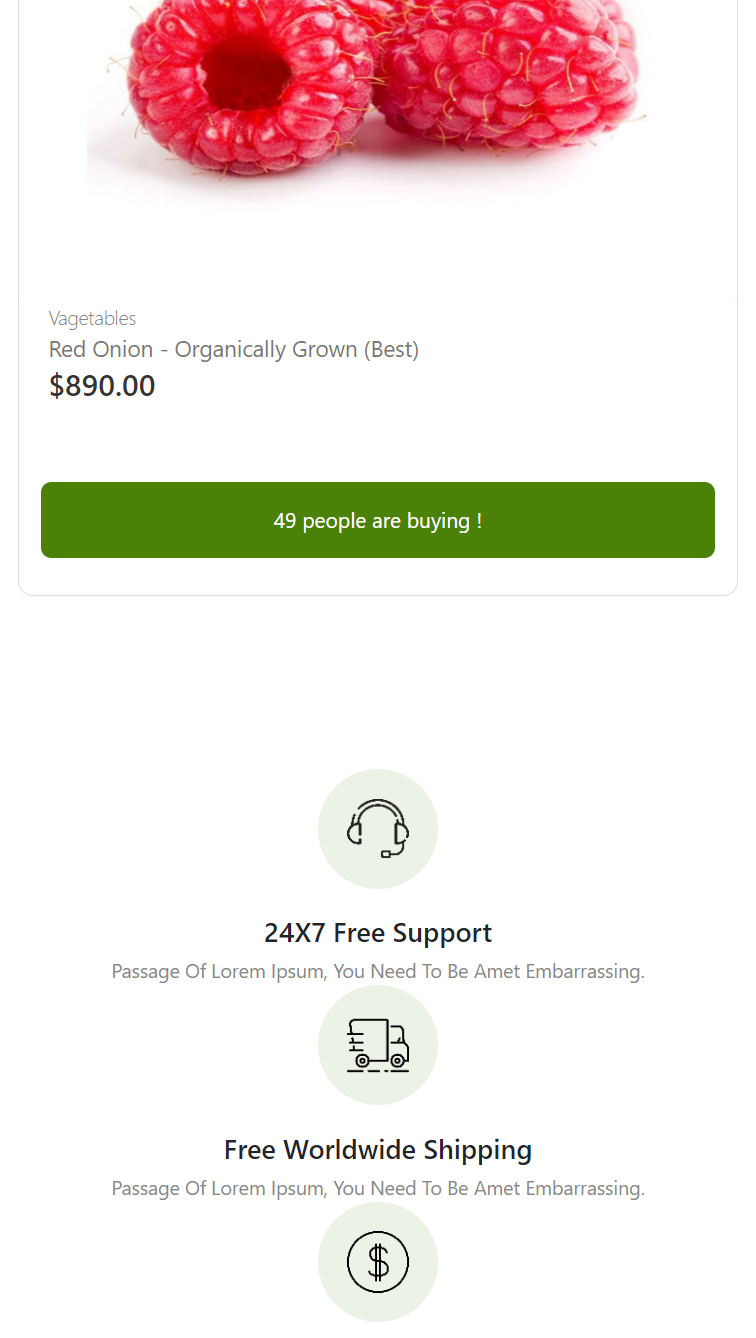 Vagetables
Red Onion - Organically Grown (Best)
$890.00
49 people are buying !
24X7 Free Support
Passage Of Lorem Ipsum, You Need To Be Amet Embarrassing.
Free Worldwide Shipping
Passage Of Lorem Ipsum, You Need To Be Amet Embarrassing.
$